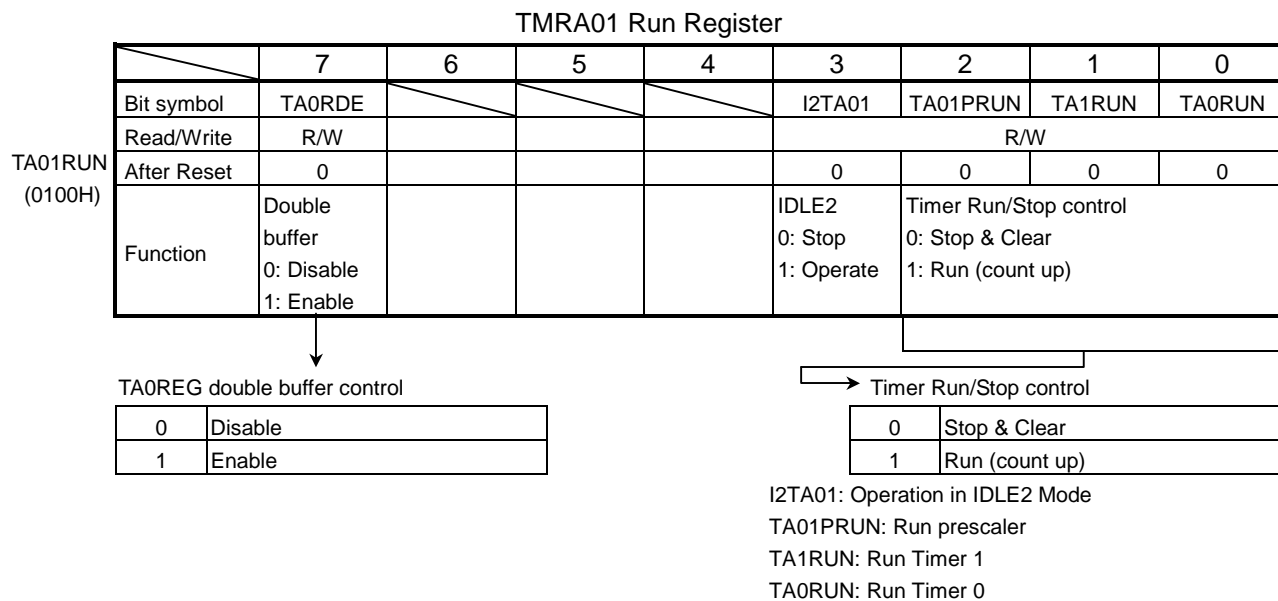 TMRA01 Run Register
7 6 5 4 3 2 1 0
Bit symbol TA0RDE I2TA01 TA01PRUN TA1RUN TA0RUN
Read/Write R/W R/W
TA01RUN
(0100H)
After Reset 0 0 0 0 0
Function
Double
buffer
0: Disable
1: Enable
IDLE2
0: Stop
1: Operate
Timer Run/Stop control
0: Stop & Clear
1: Run (count up)
TA0REG double buffer control
0 Disable
1 Enable
Timer Run/Stop control
0 Stop & Clear
1 Run (count up)
I2TA01: Operation in IDLE2 Mode
TA01PRUN: Run prescaler
TA1RUN: Run Timer 1
TA0RUN: Run Timer 0